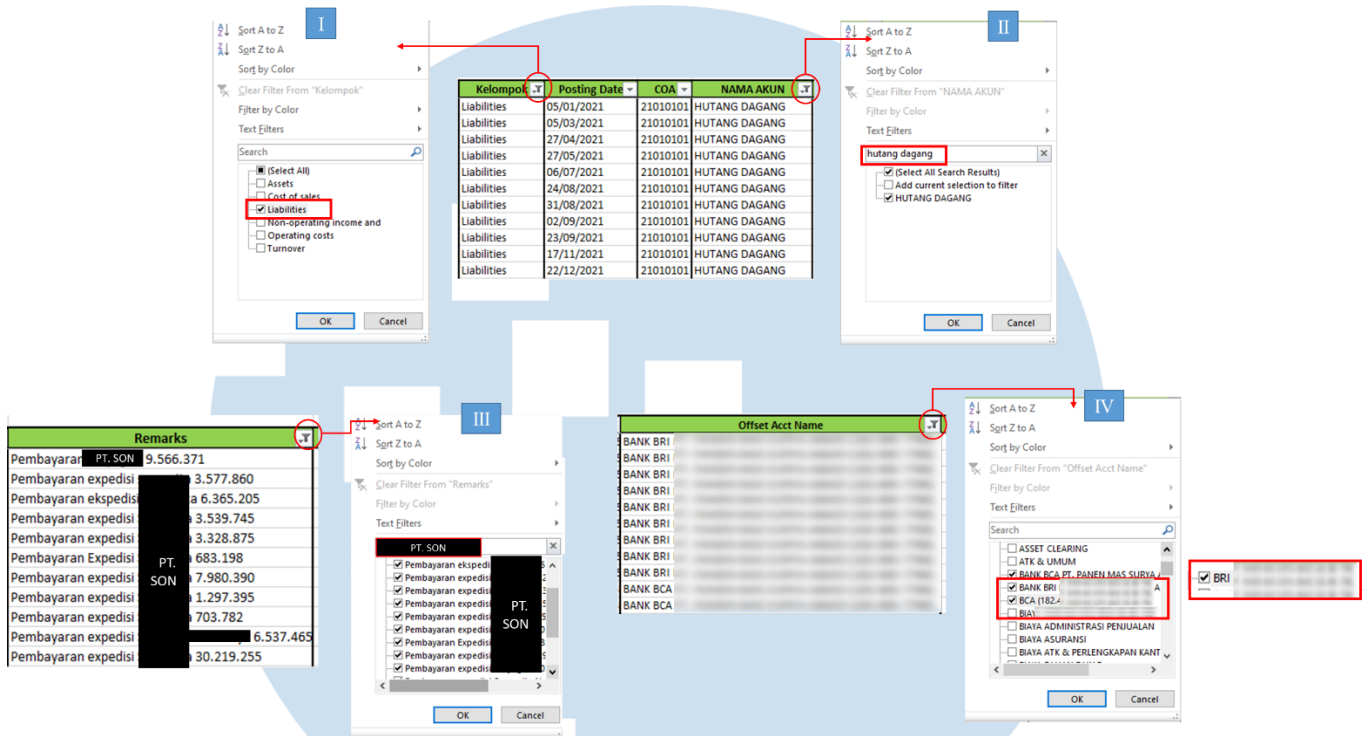 Sort A to Z
I
Sort Z to A
Sort by Color
Clear Filter From "Kelompok"
Filter by Color
Text Filters
Search
(Select All)
Assets
Cost of sales
Liabilities
Non-operating income and
Operating costs
Turnover
OK Cancel
Kelompok Posting Date COA NAMA AKUN
Liabilities 05/01/2021 21010101 HUTANG DAGANG
Liabilities 05/03/2021 21010101 HUTANG DAGANG
Liabilities 27/04/2021 21010101 HUTANG DAGANG
Liabilities 27/05/2021 21010101 HUTANG DAGANG
Liabilities 06/07/2021 21010101 HUTANG DAGANG
Liabilities 24/08/2021 21010101 HUTANG DAGANG
Liabilities 31/08/2021 21010101 HUTANG DAGANG
Liabilities 02/09/2021 21010101 HUTANG DAGANG
Liabilities 23/09/2021 21010101 HUTANG DAGANG
Liabilities 17/11/2021 21010101 HUTANG DAGANG
Liabilities 22/12/2021 21010101 HUTANG DAGANG
Sort A to Z
II
Sort Z to A
Sort by Color
Clear Filter From "NAMA AKUN"
Filter by Color
Text Filters
hutang dagang
(Select All Search Results)
Add current selection to filter
HUTANG DAGANG
OK Cancel
Remarks
Pembayaran PT. SON 9.566.371
Pembayaran expedisi 3.577.860
Pembayaran ekspedisi 6.365.205
Pembayaran expedisi 3.539.745
Pembayaran expedisi 3.328.875
Pembayaran Expedisi 683.198
Pembayaran expedisi 7.980.390
Pembayaran expedisi 1.297.395
Pembayaran expedisi 703.782
Pembayaran expedisi 6.537.465
Pembayaran expedisi 30.219.255
PT.
SON
Sort A to Z
III
Sort Z to A
Sort by Color
Clear Filter From "Remarks"
Filter by Color
Text Filters
PT. SON
Pembayaran ekspedi
Pembayaran expedisi
Pembayaran expedisi
Pembayaran expedisi
Pembayaran Expedisi
Pembayaran expedisi
Pembayaran expedisi
Pembayaran expedisi
Pembayaran expedisi
PT.
SON
OK Cancel
Offset Acct Name
BANK BRI
BANK BRI
BANK BRI
BANK BRI
BANK BRI
BANK BRI
BANK BRI
BANK BRI
BANK BRI
BANK BCA
BANK BCA
Sort A to Z
IV
Sort Z to A
Sort by Color
Clear Filter From "Offset Acct Name"
Filter by Color
Text Filters
Search
ASSET CLEARING
ATK & UMUM
BANK BCA PT. PANEN MAS SURYA
BANK BRI
BCA (182.4
BIAY
BIAYA ADMINISTRASI PENJUALAN
BIAYA ASURANSI
BIAYA ATK & PERLENGKAPAN KANT
OK Cancel
BRI